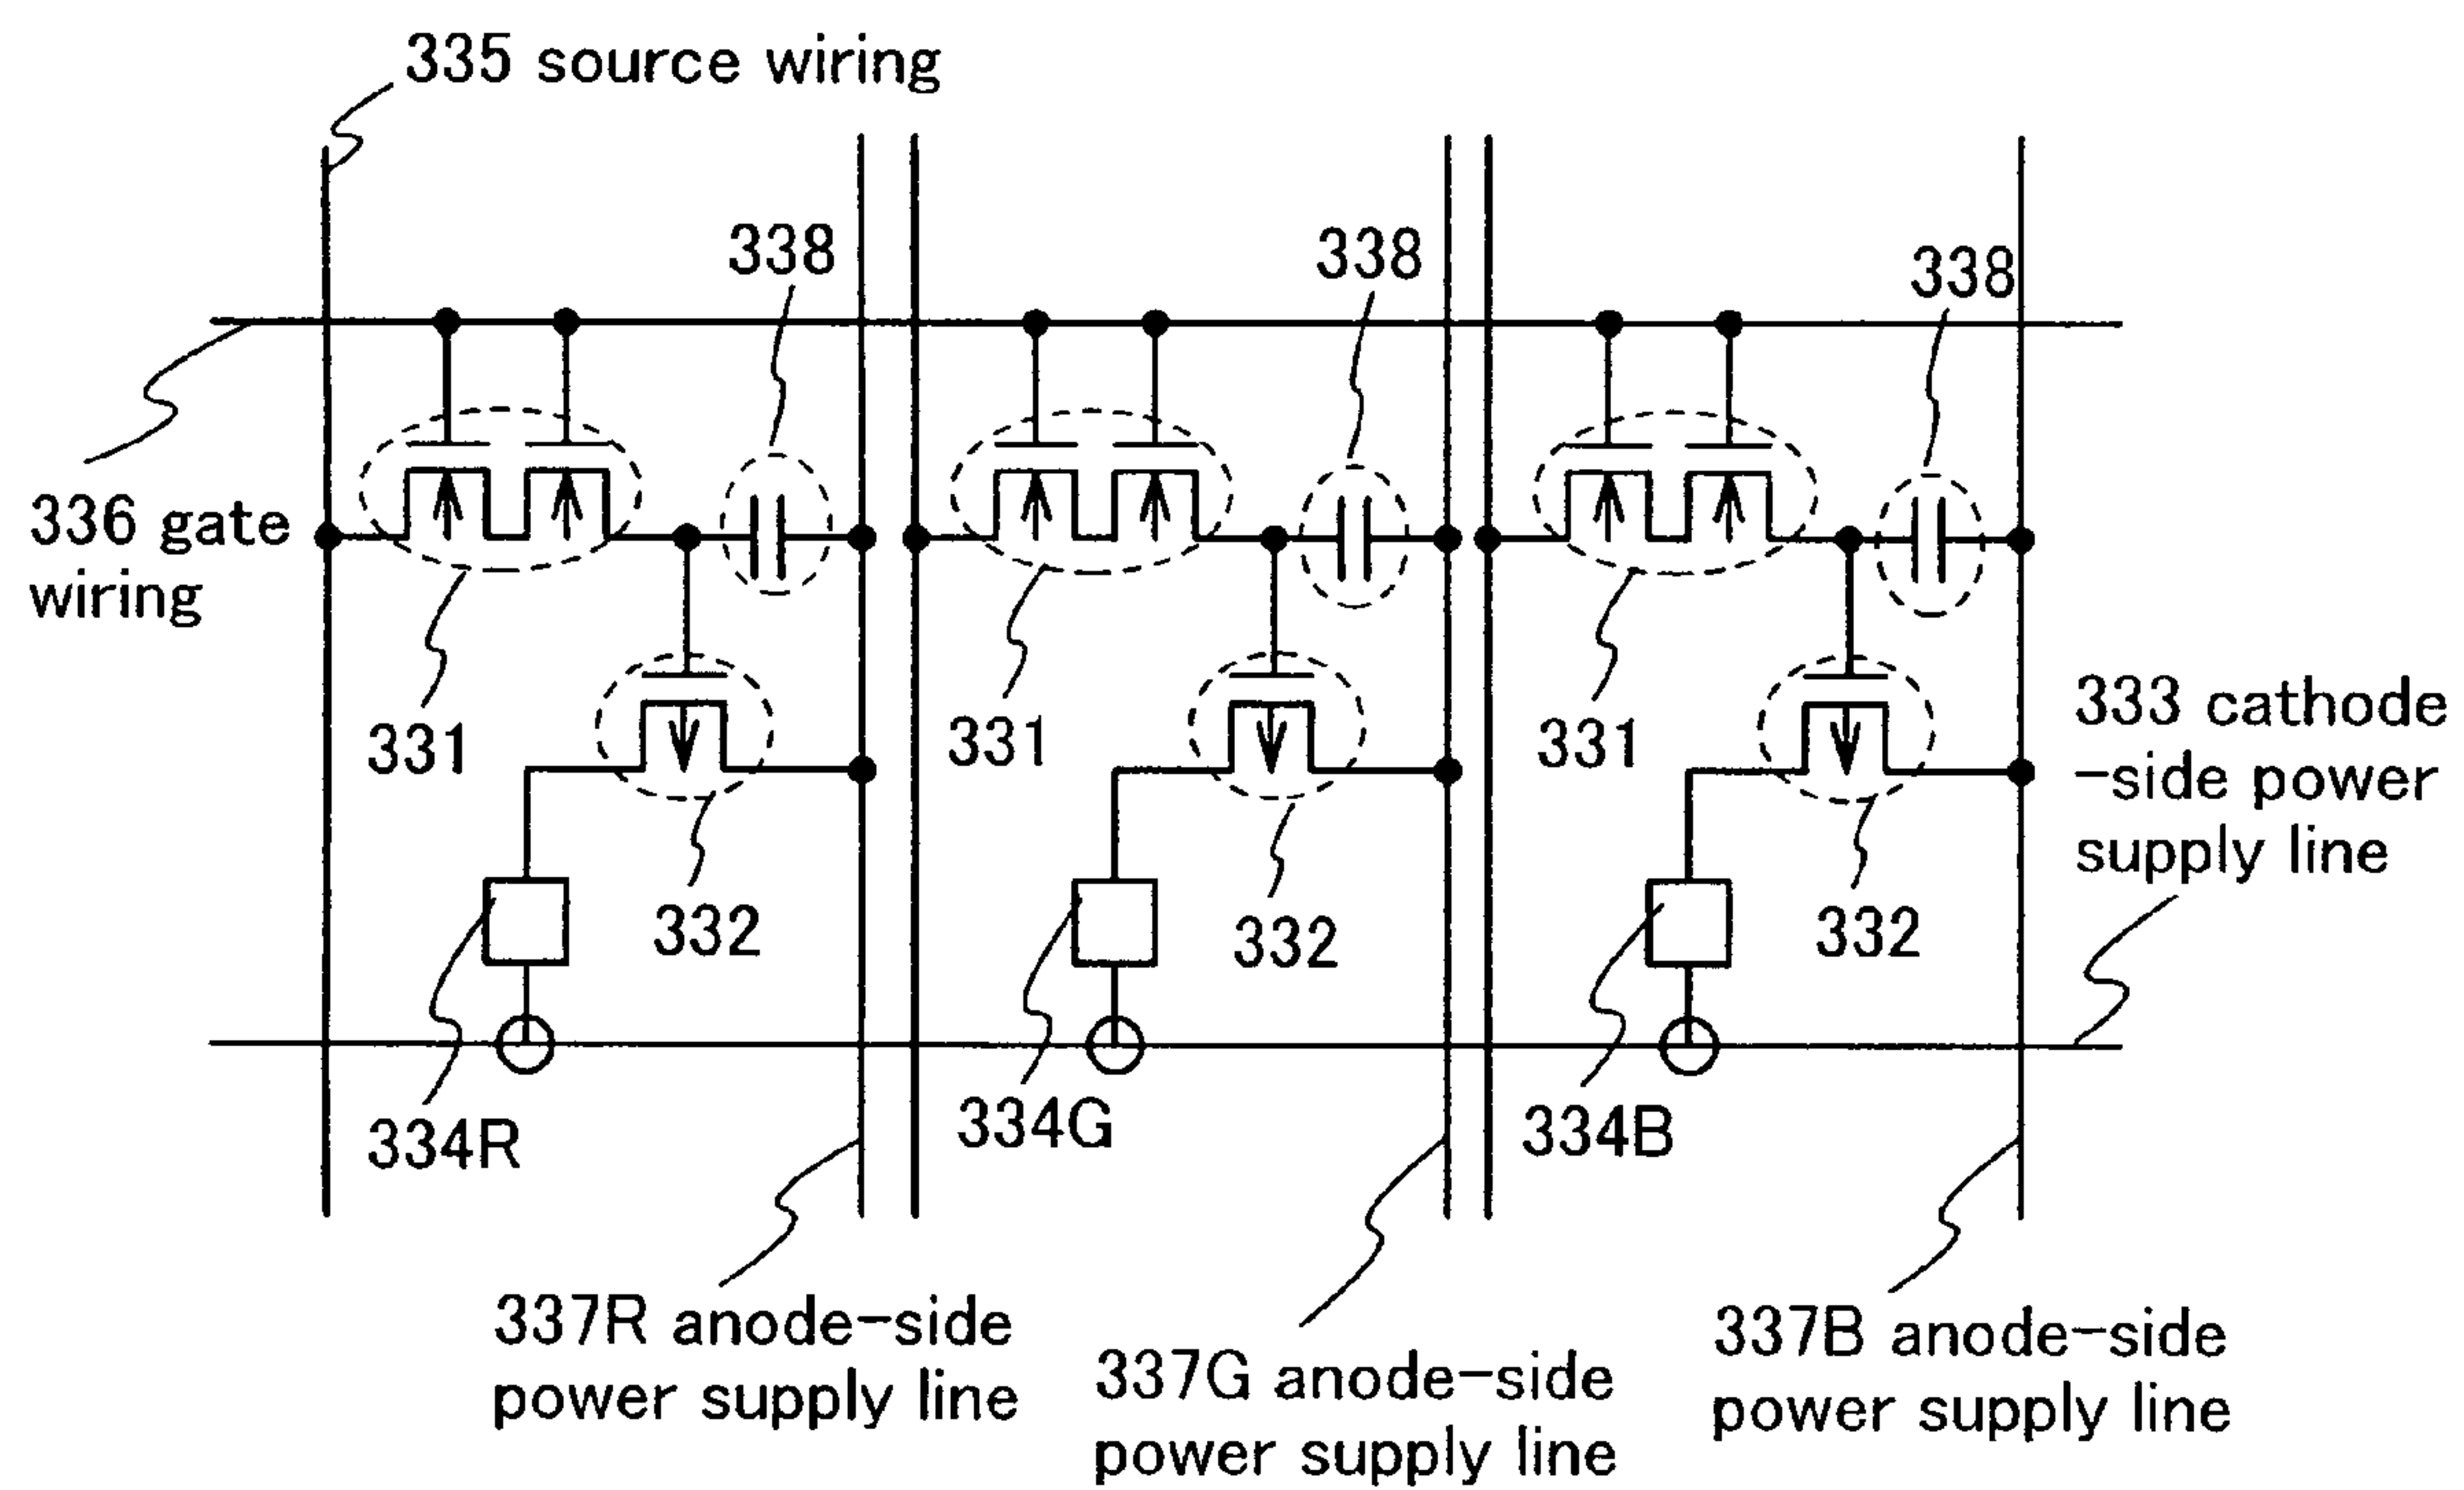 335 source wiring
338
338
338
336 gate
wiring
331
331
331
333 cathode
-side power
supply line
332
332
332
334R
334G
334B
337R anode-side
power supply line
337G anode-side
power supply line
337B anode-side
power supply line